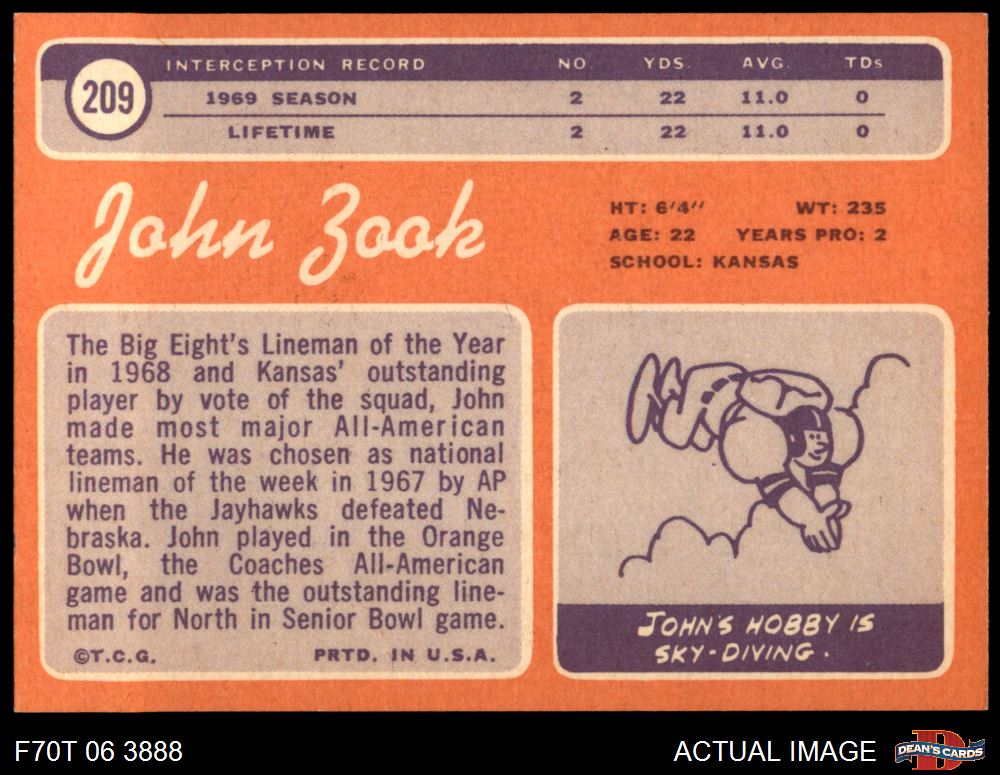 209
INTERCEPTION RECORD NO. YDS. AVG. TDs
1969 SEASON 2 22 11.0 0
LIFETIME 2 22 11.0 0
John Zook
HT: 6'4" WT: 235
AGE: 22 YEARS PRO: 2
SCHOOL: KANSAS
The Big Eight's Lineman of the Year
in 1968 and Kansas' outstanding
player by vote of the squad, John
made most major All-American
teams. He was chosen as national
lineman of the week in 1967 by AP
when the Jayhawks defeated Ne-
braska. John played in the Orange
Bowl, the Coaches All-American
game and was the outstanding line-
man for North in Senior Bowl game.
©T.C.G. PRTD. IN U.S.A.
JOHN'S HOBBY IS
SKY-DIVING.
F70T 06 3888
ACTUAL IMAGE
D
DEAN'S CARDS